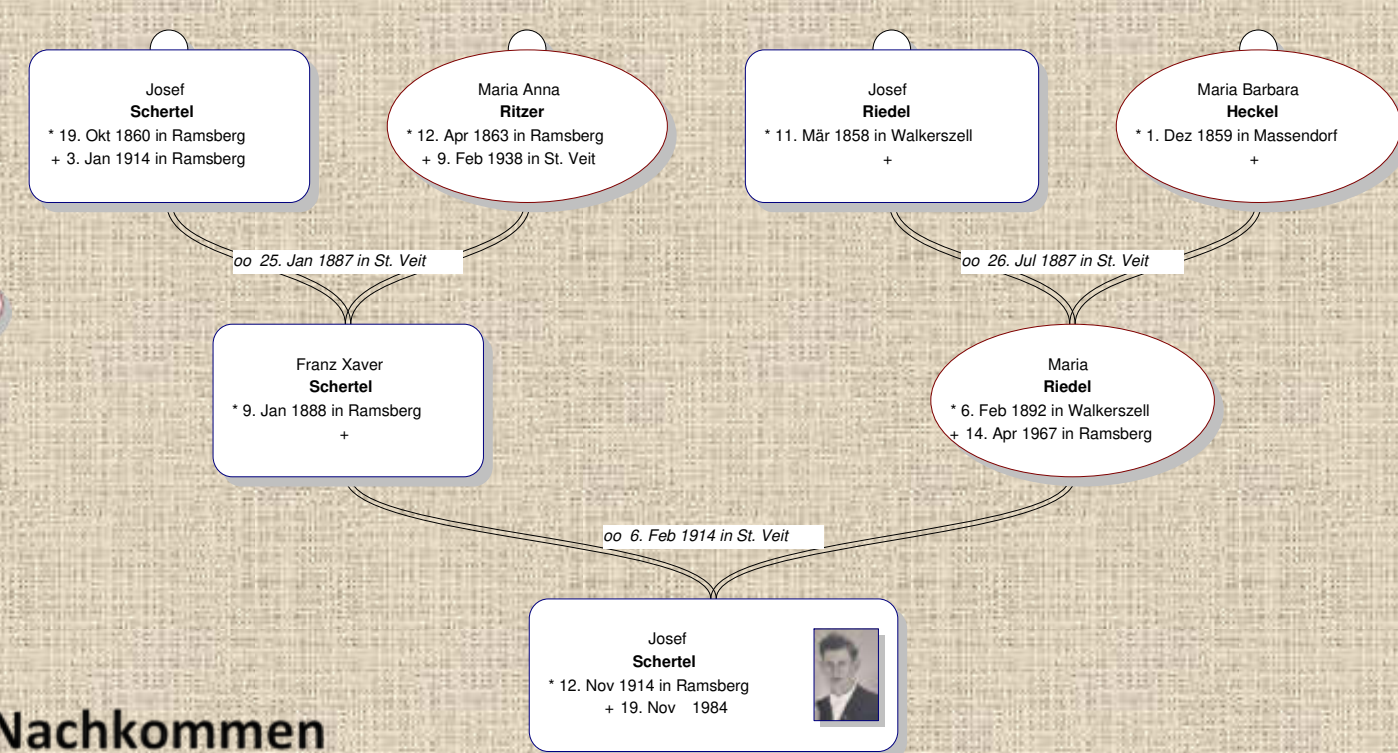 Josef
Schertel
* 19. Okt 1860 in Ramsberg
+ 3. Jan 1914 in Ramsberg
Maria Anna
Ritzer
* 12. Apr 1863 in Ramsberg
+ 9. Feb 1938 in St. Veit
Josef
Riedel
* 11. Mär 1858 in Walkerszell
+
Maria Barbara
Heckel
* 1. Dez 1859 in Massendorf
+
oo 25. Jan 1887 in St. Veit
oo 26. Jul 1887 in St. Veit
Franz Xaver
Schertel
* 9. Jan 1888 in Ramsberg
+
Maria
Riedel
* 6. Feb 1892 in Walkerszell
+ 14. Apr 1967 in Ramsberg
oo 6. Feb 1914 in St. Veit
Josef
Schertel
* 12. Nov 1914 in Ramsberg
+ 19. Nov 1984
Nachkommen